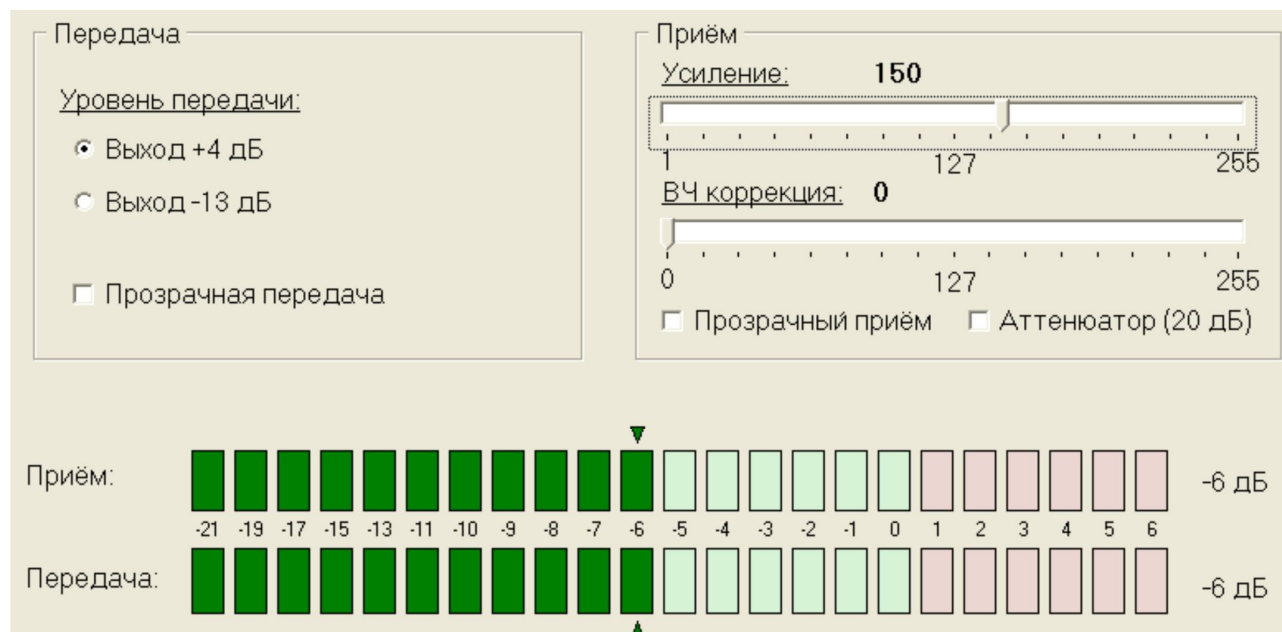 Передача
Уровень передачи:
Выход +4 дБ
Выход -13 дБ
Прозрачная передача
Приём
Усиление: 150
1 127 255
ВЧ коррекция: 0
0 127 255
Прозрачный приём Аттенюатор (20 дБ)
Приём: -6 дБ
-21 -19 -17 -15 -13 -11 -10 -9 -8 -7 -6 -5 -4 -3 -2 -1 0 1 2 3 4 5 6
Передача: -6 дБ